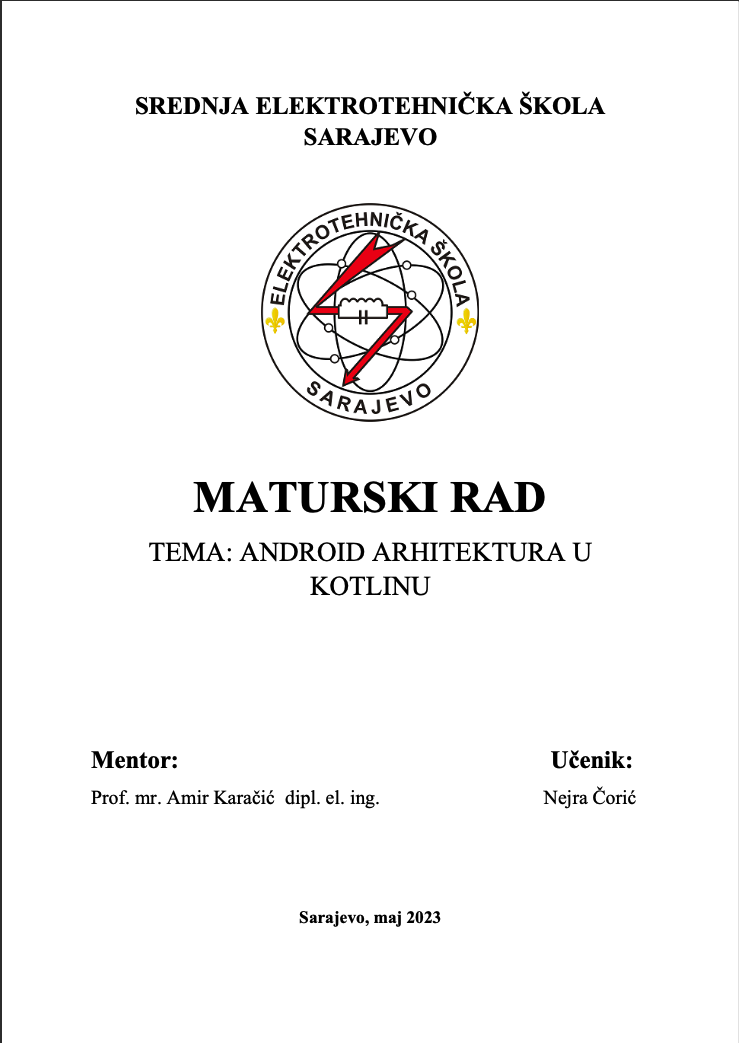 SREDNJA ELEKTROTEHNIČKA ŠKOLA
SARAJEVO
ELEKTROTEHNIČKA ŠKOLA
SARAJEVO
MATURSKI RAD
TEMA: ANDROID ARHITEKTURA U
KOTLINU
Mentor: Učenik:
Prof. mr. Amir Karačić dipl. el. ing. Nejra Čorić
Sarajevo, maj 2023